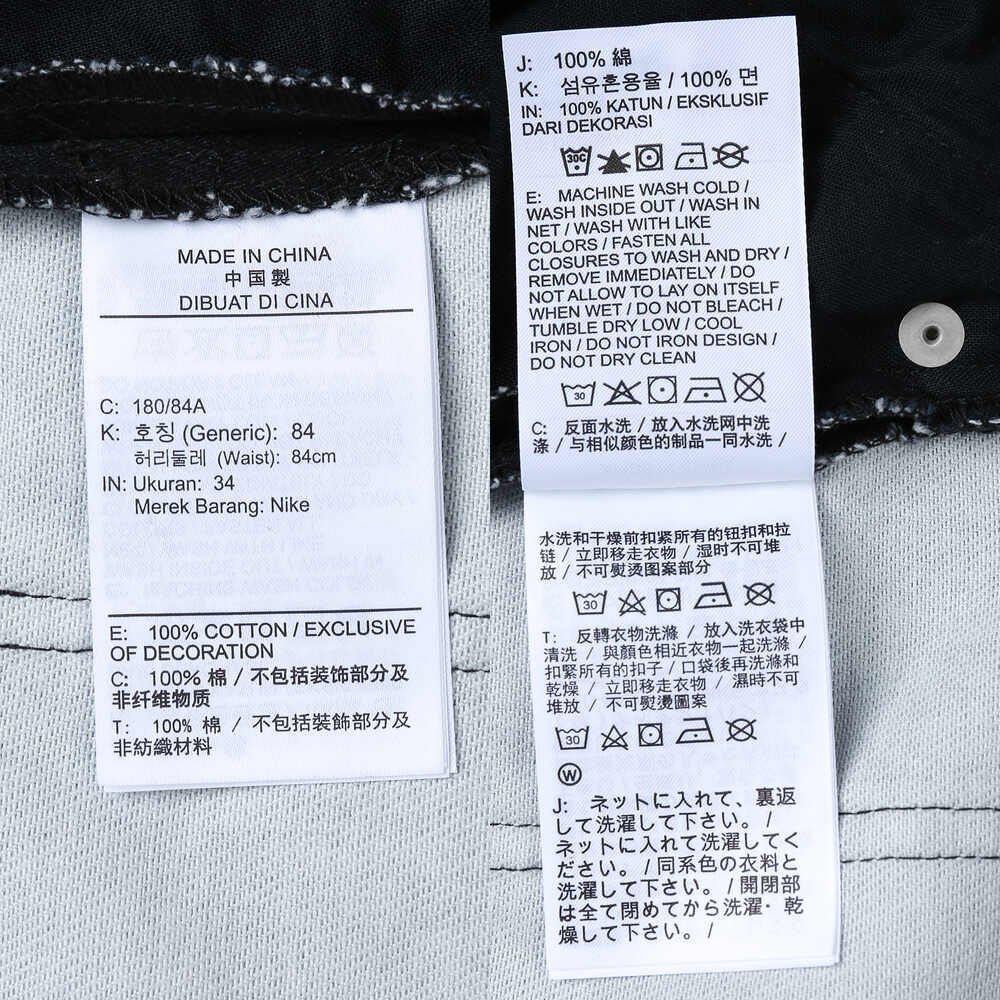 MADE IN CHINA
中国製
DIBUAT DI CINA
C: 180/84A
K: 호칭 (Generic): 84
허리둘레 (Waist): 84cm
IN: Ukuran: 34
Merek Barang: Nike
E: 100% COTTON / EXCLUSIVE
OF DECORATION
C: 100% 棉 / 不包括装饰部分及
非纤维物质
T: 100% 棉 / 不包括裝飾部分及
非紡織材料
J: 100% 綿
K: 섬유혼용율 / 100% 면
IN: 100% KATUN / EKSKLUSIF
DARI DEKORASI
30C
E: MACHINE WASH COLD /
WASH INSIDE OUT / WASH IN
NET / WASH WITH LIKE
COLORS / FASTEN ALL
CLOSURES TO WASH AND DRY /
REMOVE IMMEDIATELY / DO
NOT ALLOW TO LAY ON ITSELF
WHEN WET / DO NOT BLEACH /
TUMBLE DRY LOW / COOL
IRON / DO NOT IRON DESIGN /
DO NOT DRY CLEAN
30
C: 反面水洗 / 放入水洗网中洗
涤 / 与相似颜色的制品一同水洗 /
水洗和干燥前扣紧所有的钮扣和拉
链 / 立即移走衣物 / 湿时不可堆
放 / 不可熨烫图案部分
30
T: 反轉衣物洗滌 / 放入洗衣袋中
清洗 / 與顏色相近衣物一起洗滌 /
扣緊所有的扣子 / 口袋後再洗滌和
乾燥 / 立即移走衣物 / 濕時不可
堆放 / 不可熨燙圖案
30
W
J: ネットに入れて、裏返
して洗濯して下さい。 /
ネットに入れて洗濯してく
ださい。 / 同系色の衣料と
洗濯して下さい。 / 開閉部
は全て閉めてから洗濯・乾
燥して下さい。 /